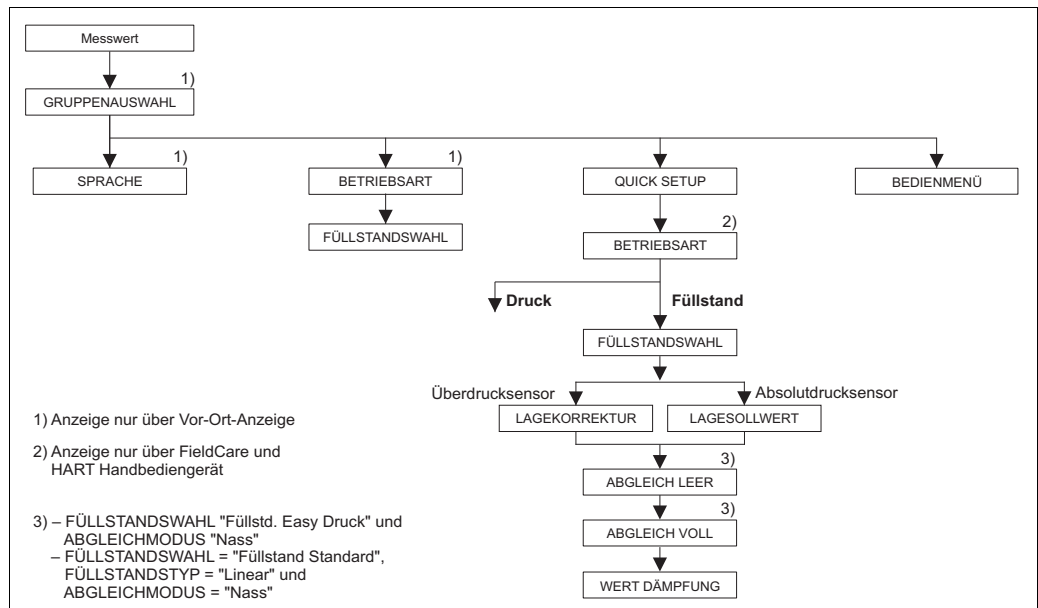 Messwert
1)
GRUPPENAUSWAHL
1)
SPRACHE
1)
BETRIEBSART
QUICK SETUP
BEDIENMENÜ
FÜLLSTANDSWAHL
2)
BETRIEBSART
Druck
Füllstand
FÜLLSTANDSWAHL
Überdrucksensor
Absolutdrucksensor
LAGEKORREKTUR
LAGESOLLWERT
3)
ABGLEICH LEER
3)
ABGLEICH VOLL
WERT DÄMPFUNG
1) Anzeige nur über Vor-Ort-Anzeige
2) Anzeige nur über FieldCare und
HART Handbediengerät
3) – FÜLLSTANDSWAHL "Füllstd. Easy Druck" und
ABGLEICHMODUS "Nass"
– FÜLLSTANDSWAHL = "Füllstand Standard",
FÜLLSTANDSTYP = "Linear" und
ABGLEICHMODUS = "Nass"